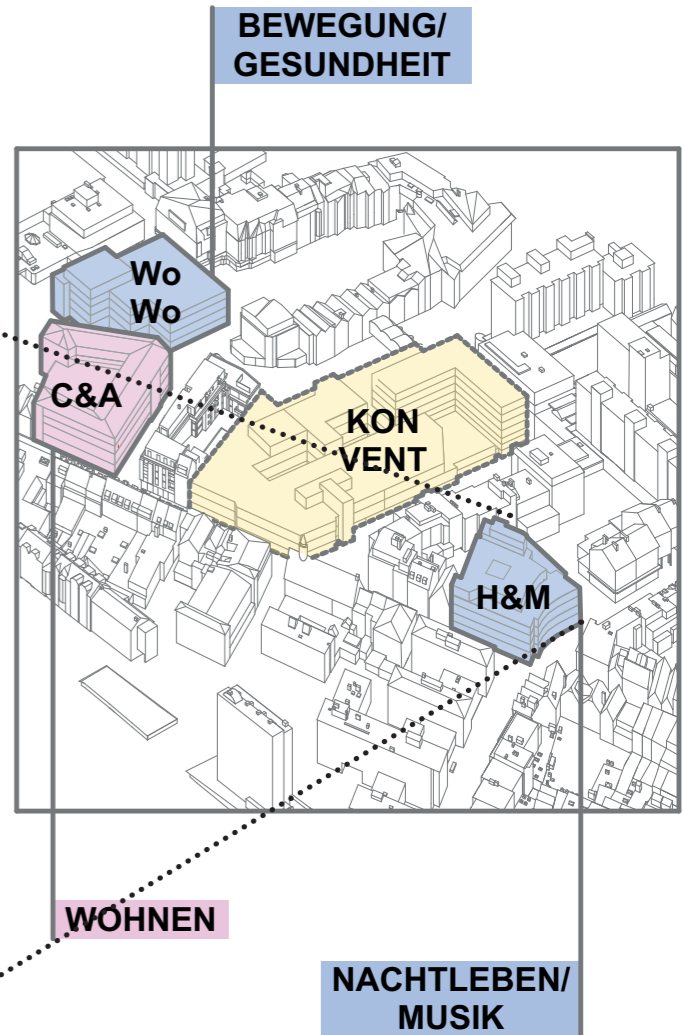 BEWEGUNG/
GESUNDHEIT
Wo
Wo
C&A
KON
VENT
H&M
WOHNEN
NACHTLEBEN/
MUSIK